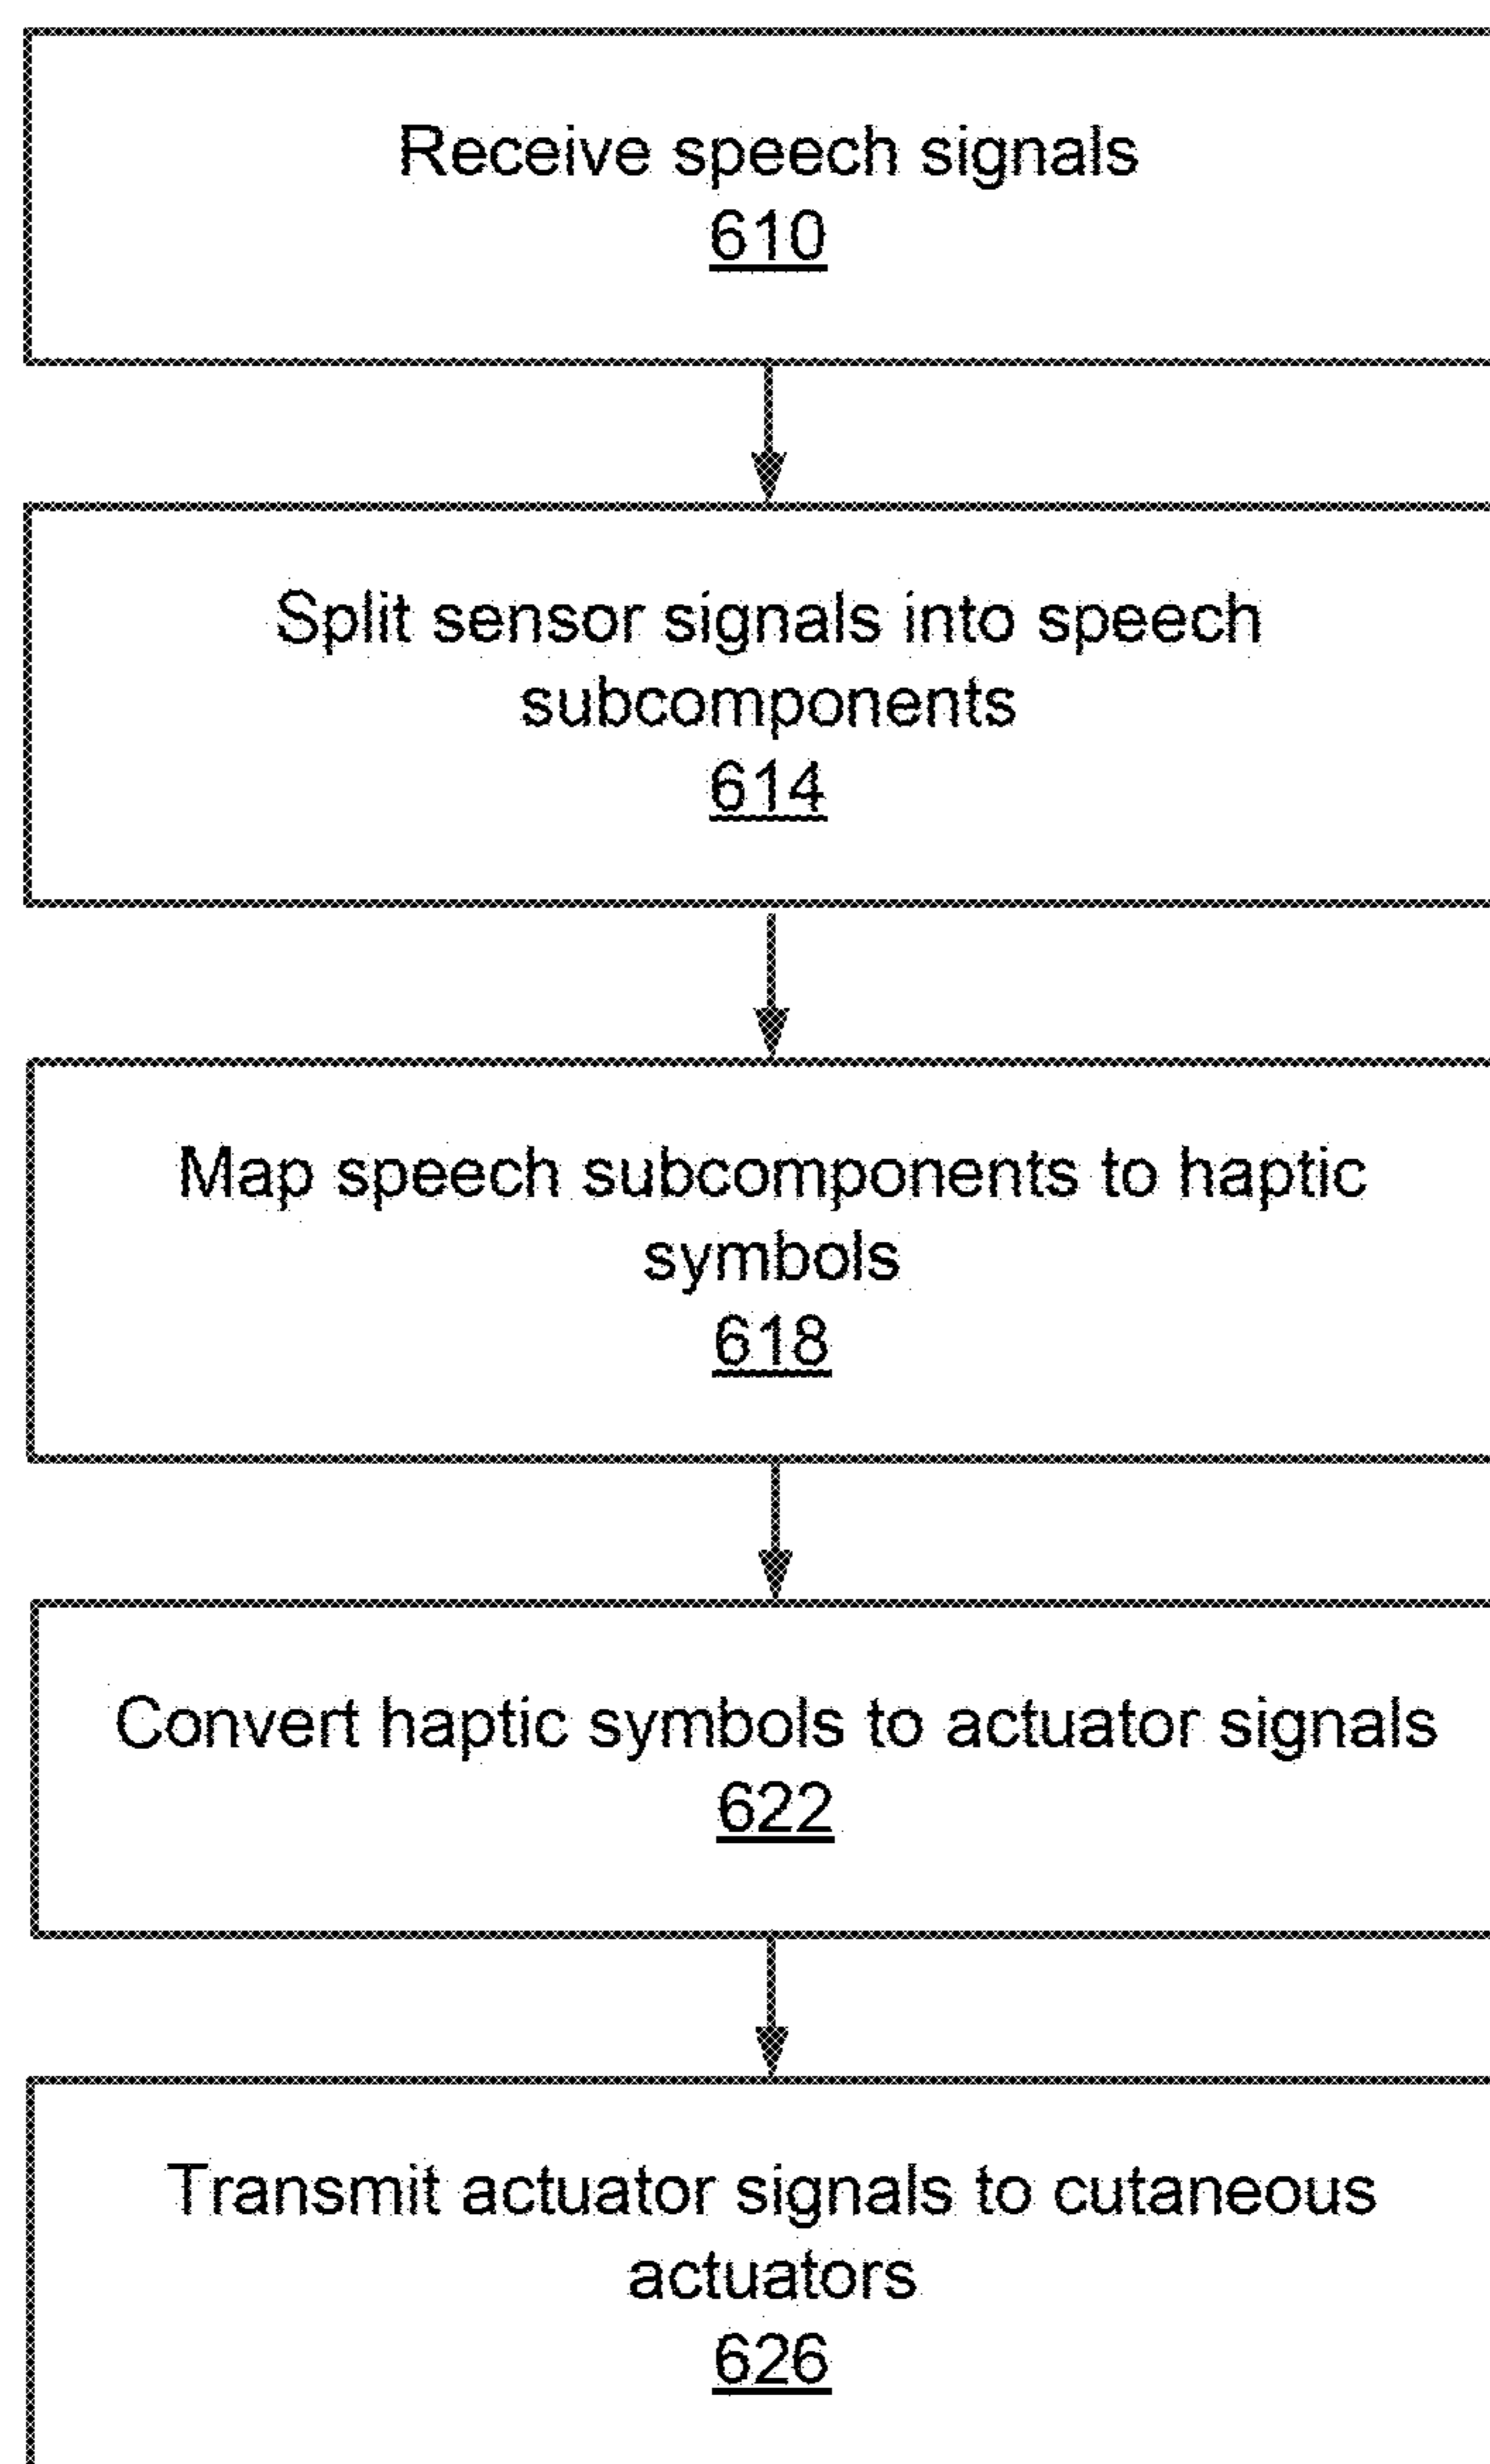 Receive speech signals
610
Split sensor signals into speech
subcomponents
614
Map speech subcomponents to haptic
symbols
618
Convert haptic symbols to actuator signals
622
Transmit actuator signals to cutaneous
actuators
626